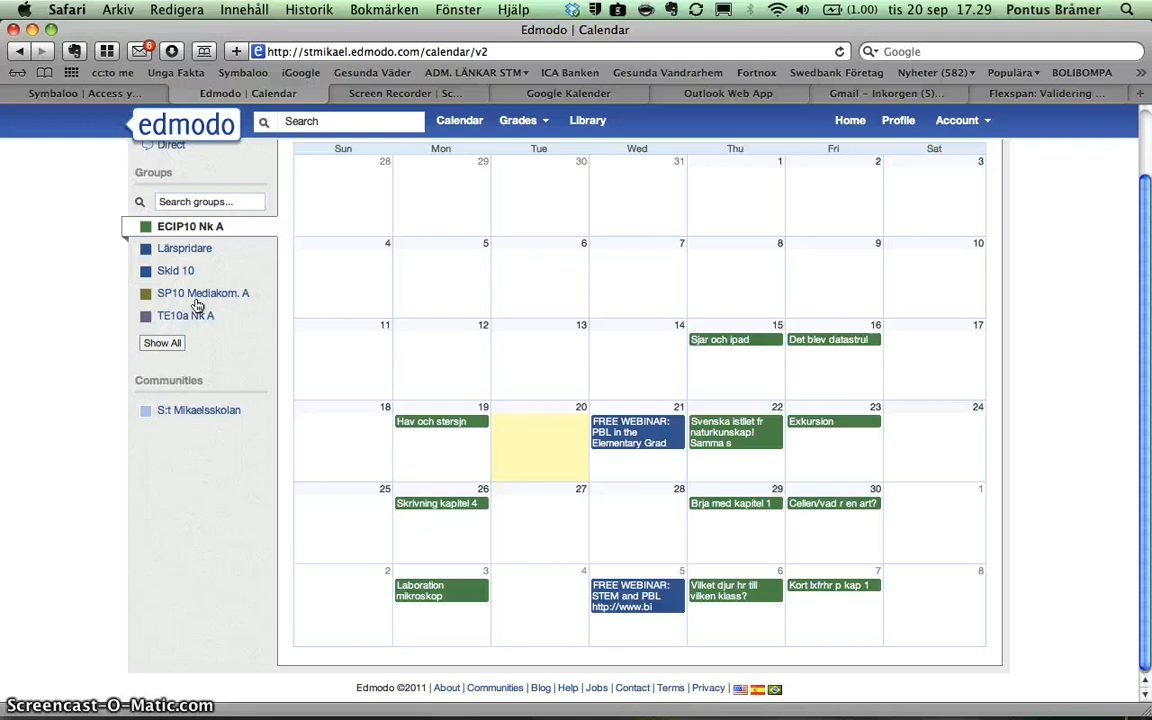 Safari Arkiv Redigera Innehåll Historik Bokmärken Fönster Hjälp (1.00) tis 20 sep 17.29 Pontus Bråmer
Edmodo | Calendar
6 http://stmikael.edmodo.com/calendar/v2 Google
cc:to me Unga Fakta Symbaloo iGoogle Gesunda Väder ADM. LÄNKAR STM ICA Banken Gesunda Vandrarhem Fortnox Swedbank Företag Nyheter (582) Populära BOLIBOMPA
Symbaloo | Access y... Edmodo | Calendar Screen Recorder | Sc... Google Kalender Outlook Web App Gmail – Inkorgen (5)... Flexspan: Validering ...
edmodo Search Calendar Grades Library Home Profile Account
Direct
Groups
Search groups...
ECIP10 Nk A
Lärspridare
Skid 10
SP10 Mediakom. A
TE10a Nk A
Show All
Communities
S:t Mikaelsskolan
Sun Mon Tue Wed Thu Fri Sat
28 29 30 31 1 2 3
4 5 6 7 8 9 10
11 12 13 14 15 16 17
Sjar och ipad
Det blev datastrul
18 19 20 21 22 23 24
Hav och stersjn
FREE WEBINAR:
PBL in the
Elementary Grad
Svenska istllet fr
naturkunskap!
Samma s
Exkursion
25 26 27 28 29 30 1
Skrivning kapitel 4
Brja med kapitel 1
Cellen/vad r en art?
2 3 4 5 6 7 8
Laboration
mikroskop
FREE WEBINAR:
STEM and PBL
http://www.bi
Vilket djur hr till
vilken klass?
Kort lxfrhr p kap 1
Edmodo ©2011 | About | Communities | Blog | Help | Jobs | Contact | Terms | Privacy |
Screencast-O-Matic.com